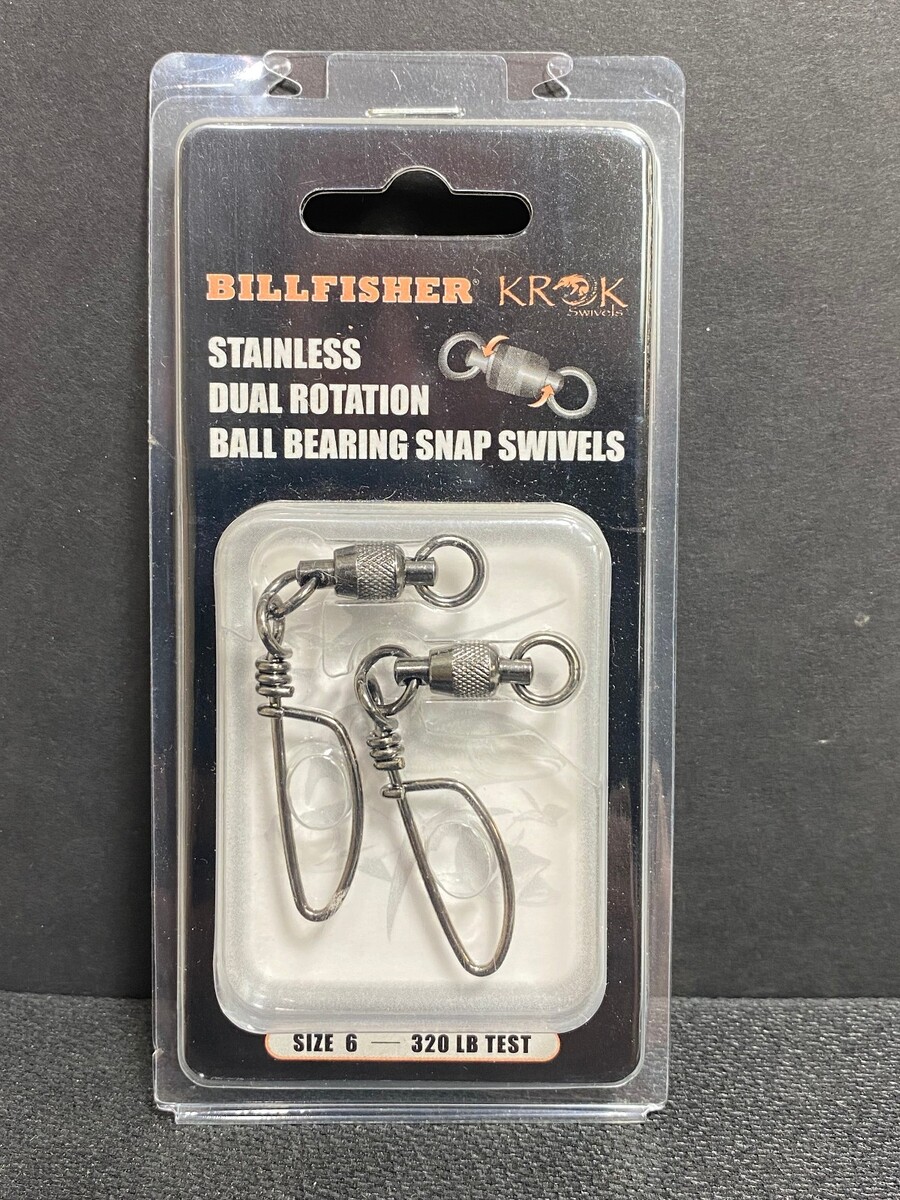 BILLFISHER® KROK
Swivels
STAINLESS
DUAL ROTATION
BALL BEARING SNAP SWIVELS
SIZE 6 — 320 LB TEST